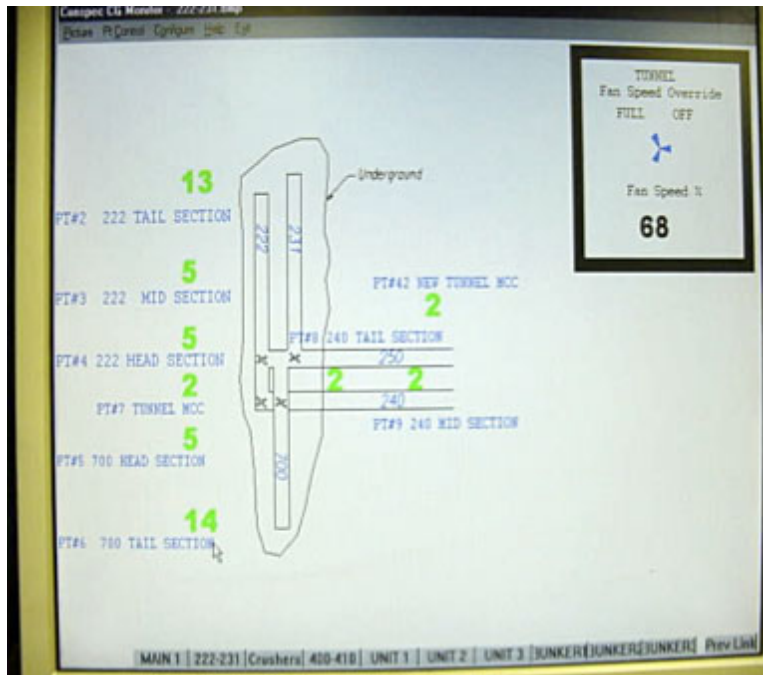 Conspec CG Monitor - 222-231.bmp
Picture Pt Control Configure Help Exit
TUNNEL
Fan Speed Override
FULL OFF
Fan Speed %
68
Underground
13
PT#2 222 TAIL SECTION
222
231
5
PT#3 222 MID SECTION
PT#42 NEW TUNNEL MCC
2
5
PT#8 240 TAIL SECTION
PT#4 222 HEAD SECTION
250
2
2
2
PT#7 TUNNEL MCC
240
PT#9 240 MID SECTION
5
PT#5 700 HEAD SECTION
700
14
PT#6 700 TAIL SECTION
MAIN 1 222-231 Crushers 400-410 UNIT 1 UNIT 2 UNIT 3 BUNKER BUNKER BUNKER Prev Link